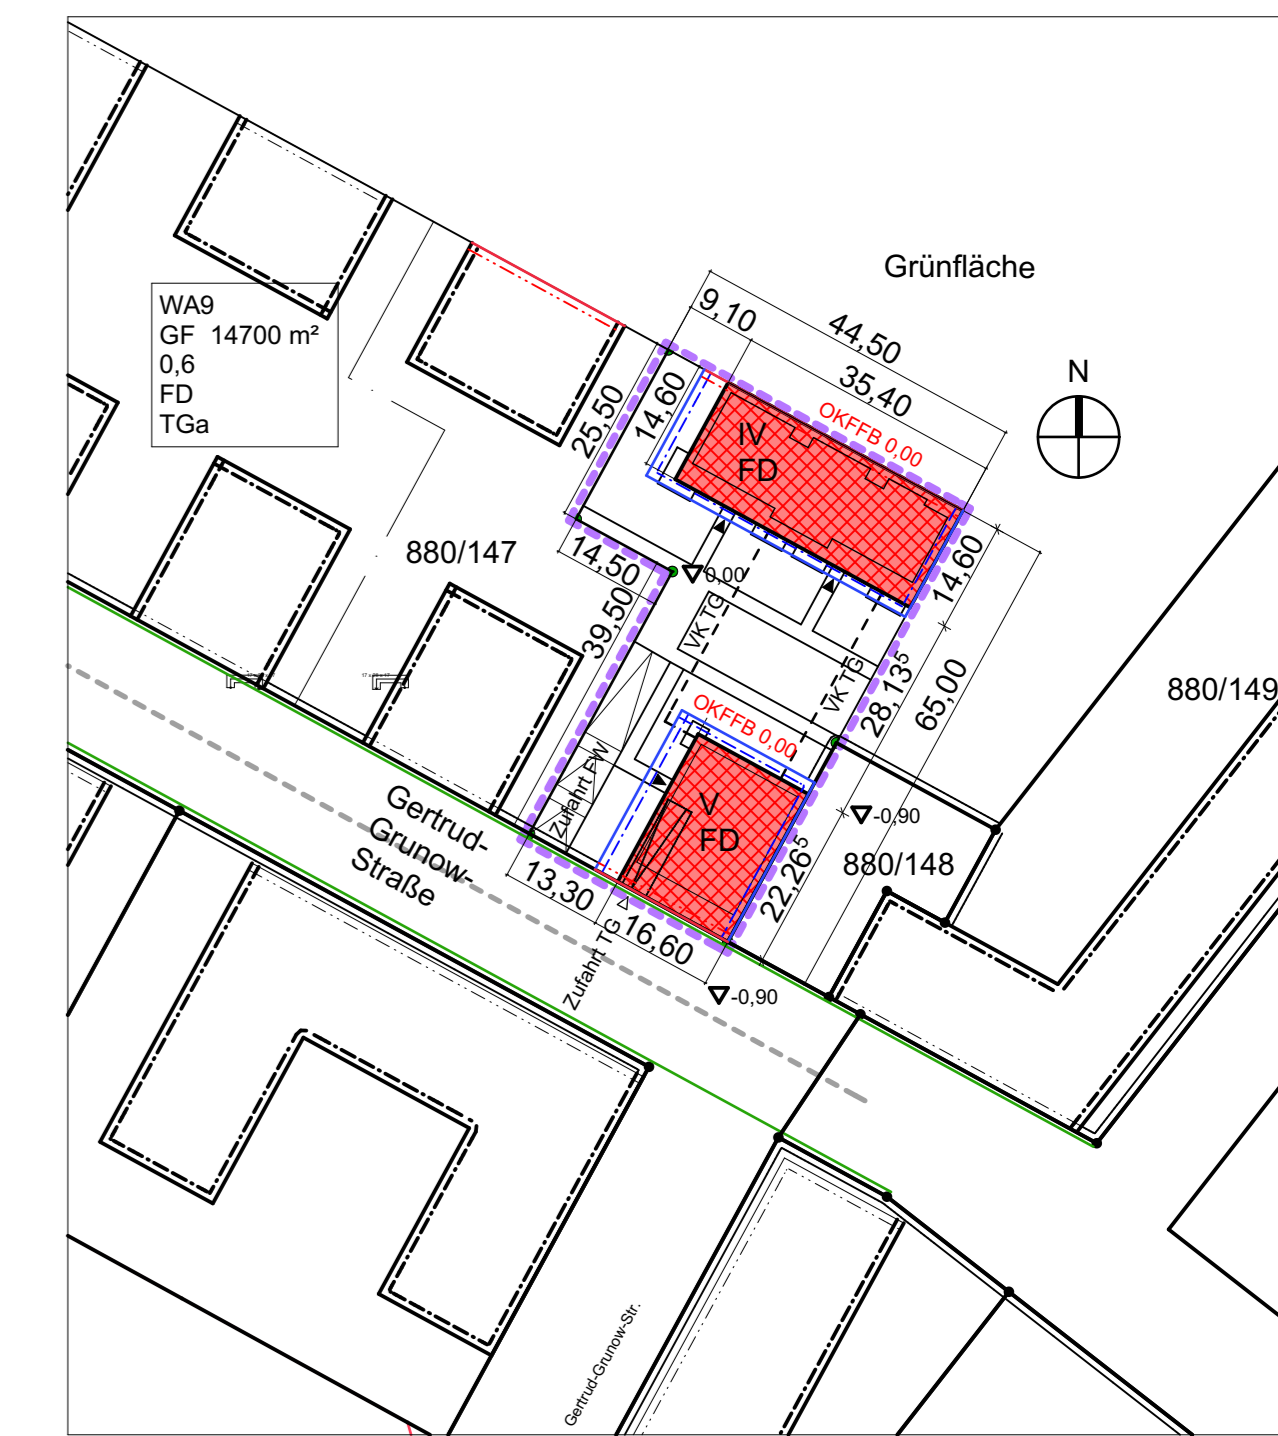 Grünfläche
44,50
9,10
35,40
N
WA9
GF 14700 m²
0,6
FD
TGa
25,50
14,60
OKFFB 0,00
IV
FD
880/147
14,50
0,00
14,60
39,50
VK TG
VK TG
28,13⁵
65,00
880/149
OKFFB 0,00
Zufahrt FW
V
FD
-0,90
880/148
22,26⁵
Gertrud-
Grunow-
Straße
13,30
16,60
Zufahrt TG
-0,90
Gertrud-Grunow-Str.